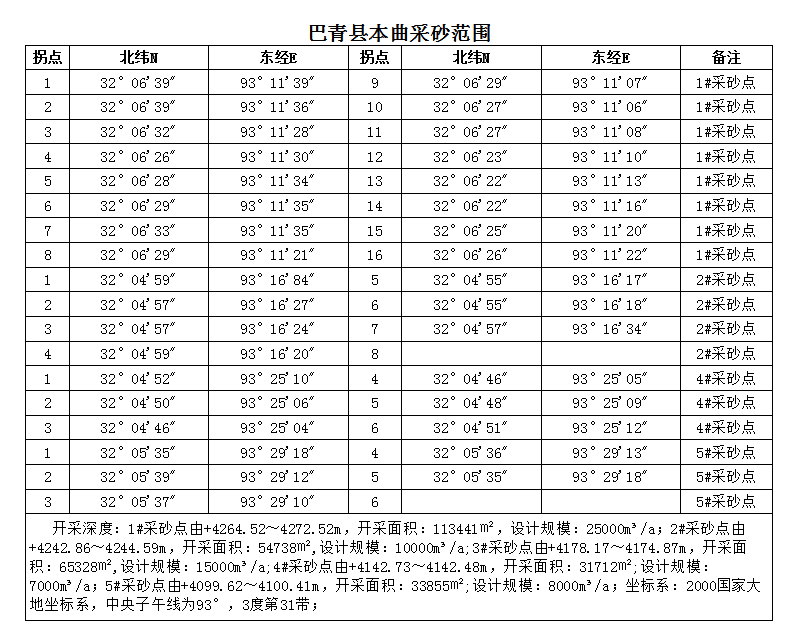 巴青县本曲采砂范围
拐点 北纬N 东经E 拐点 北纬N 东经E 备注
1 32°06'39" 93°11'39" 9 32°06'29" 93°11'07" 1#采砂点
2 32°06'39" 93°11'36" 10 32°06'27" 93°11'06" 1#采砂点
3 32°06'32" 93°11'28" 11 32°06'27" 93°11'08" 1#采砂点
4 32°06'26" 93°11'30" 12 32°06'23" 93°11'10" 1#采砂点
5 32°06'28" 93°11'34" 13 32°06'22" 93°11'13" 1#采砂点
6 32°06'29" 93°11'35" 14 32°06'22" 93°11'16" 1#采砂点
7 32°06'33" 93°11'35" 15 32°06'25" 93°11'20" 1#采砂点
8 32°06'29" 93°11'21" 16 32°06'26" 93°11'22" 1#采砂点
1 32°04'59" 93°16'84" 5 32°04'55" 93°16'17" 2#采砂点
2 32°04'57" 93°16'27" 6 32°04'55" 93°16'18" 2#采砂点
3 32°04'57" 93°16'24" 7 32°04'57" 93°16'34" 2#采砂点
4 32°04'59" 93°16'20" 8 2#采砂点
1 32°04'52" 93°25'10" 4 32°04'46" 93°25'05" 4#采砂点
2 32°04'50" 93°25'06" 5 32°04'48" 93°25'09" 4#采砂点
3 32°04'46" 93°25'04" 6 32°04'51" 93°25'12" 4#采砂点
1 32°05'35" 93°29'18" 4 32°05'36" 93°29'13" 5#采砂点
2 32°05'39" 93°29'12" 5 32°05'35" 93°29'18" 5#采砂点
3 32°05'37" 93°29'10" 6 5#采砂点
开采深度：1#采砂点由+4264.52～4272.52m，开采面积：113441㎡，设计规模：25000m³/a；2#采砂点由
+4242.86～4244.59m，开采面积：54738㎡,设计规模：10000m³/a;3#采砂点由+4178.17～4174.87m，开采面
积：65328㎡,设计规模：15000m³/a;4#采砂点由+4142.73～4142.48m，开采面积：31712㎡;设计规模：
7000m³/a；5#采砂点由+4099.62～4100.41m，开采面积：33855㎡;设计规模：8000m³/a；坐标系：2000国家大
地坐标系，中央子午线为93°，3度第31带；